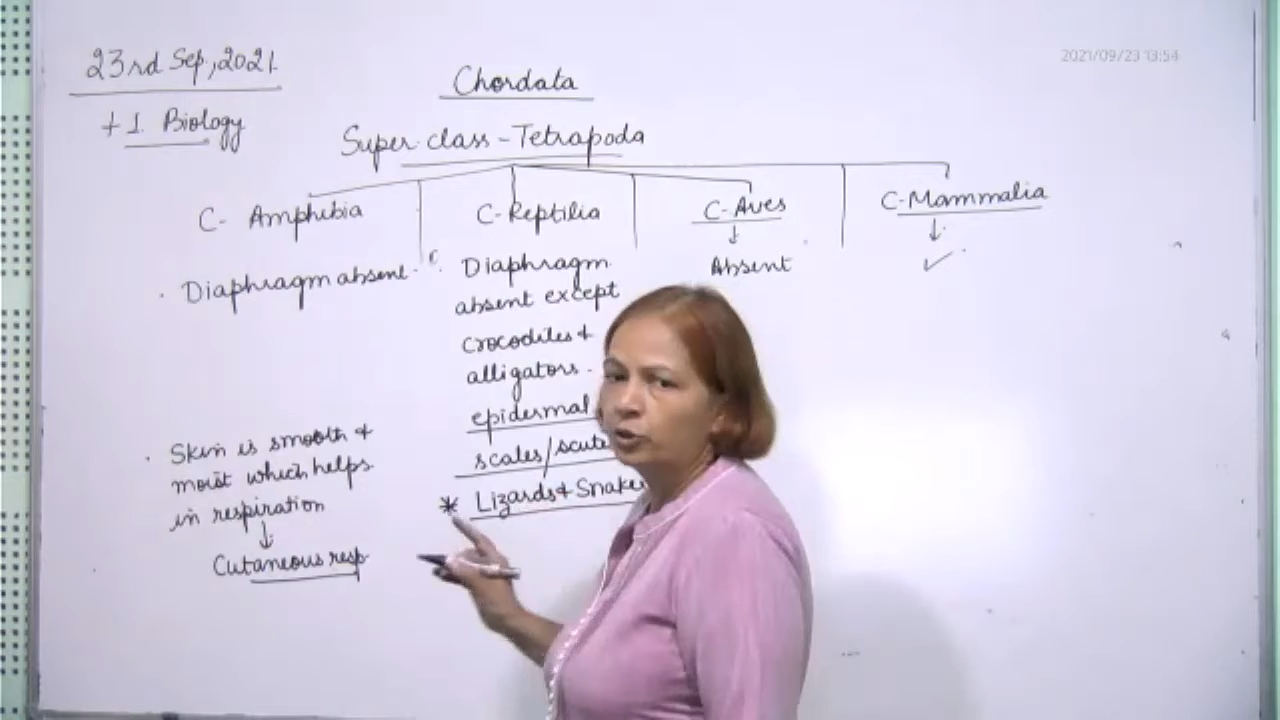 23rd Sep, 2021.
+1. Biology
2021/09/23 13:54
Chordata
Super class - Tetrapoda
C- Amphibia
Diaphragm absent.
Skin is smooth &
moist which helps
in respiration
↓
Cutaneous resp.
C- Reptilia
Diaphragm
absent except
crocodiles &
alligators.
epidermal
scales/scute
* Lizards & Snake
C- Aves
↓
Absent
C- Mammalia
↓
✓